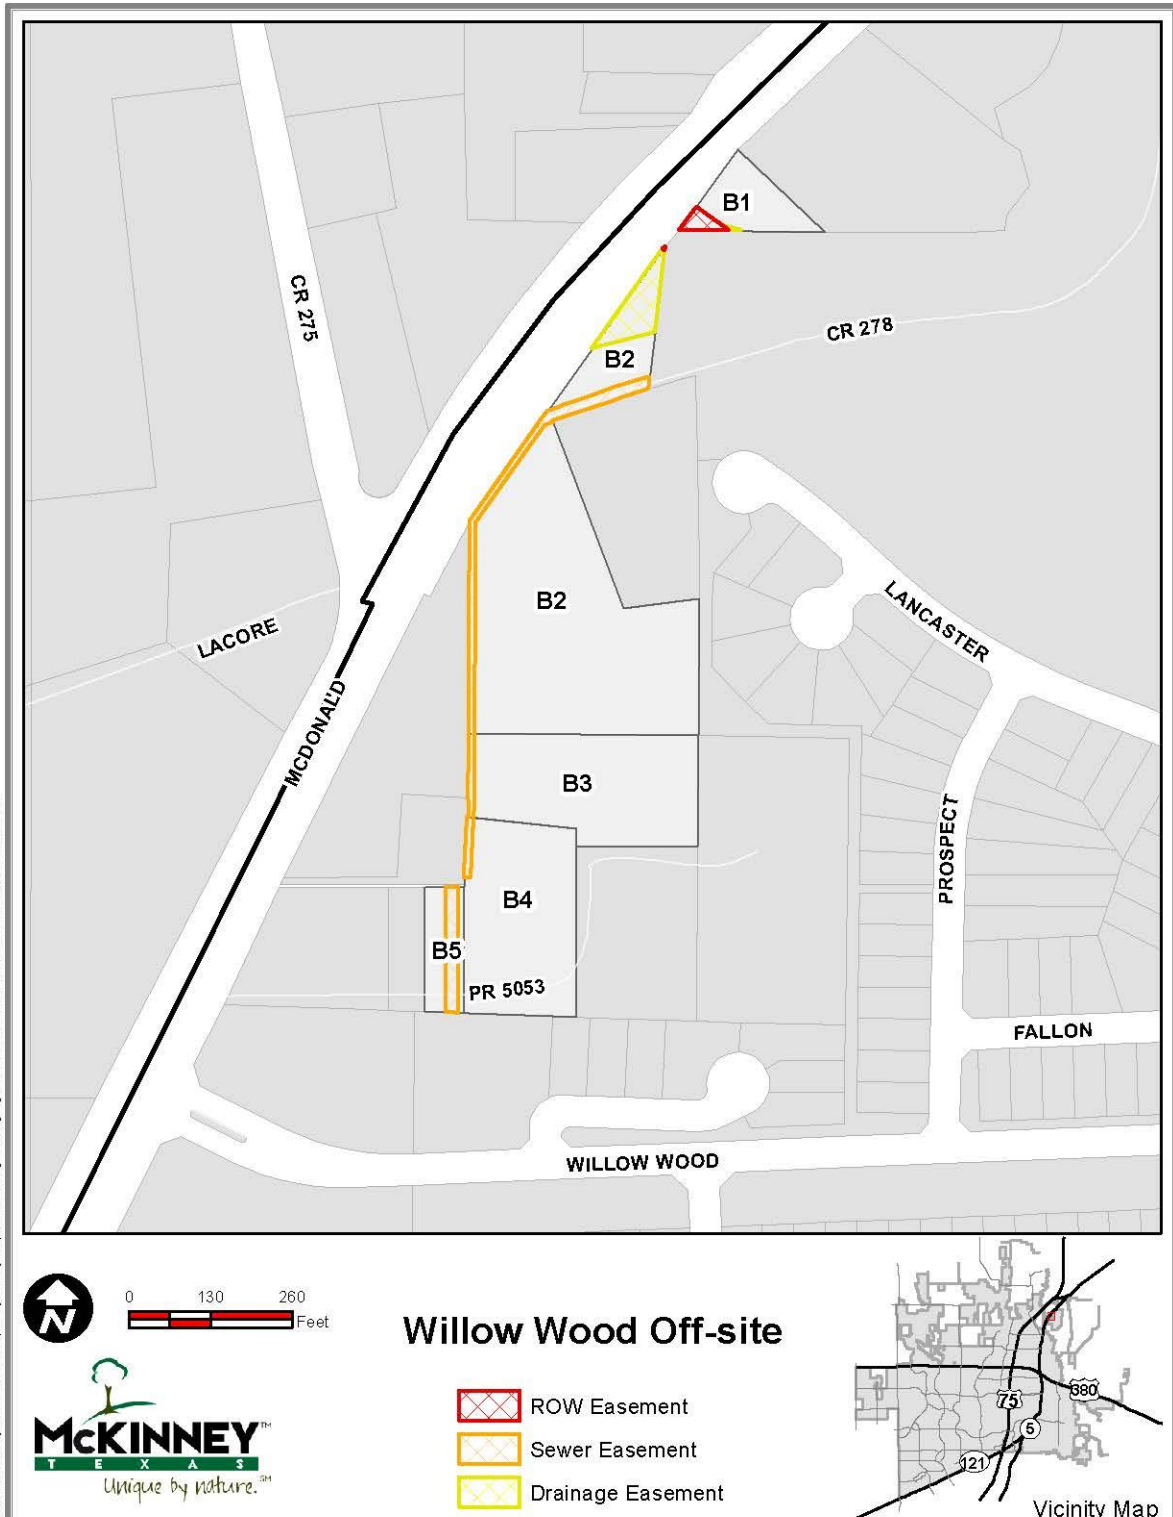 B1
CR 275
CR 278
B2
LANCASTER
B2
LACORE
MCDONALD
B3
PROSPECT
B4
B5
PR 5053
FALLON
WILLOW WOOD
N
0 130 260
Feet
Willow Wood Off-site
McKINNEY™
TEXAS
Unique by nature.℠
ROW Easement
Sewer Easement
Drainage Easement
75
380
5
121
Vicinity Map